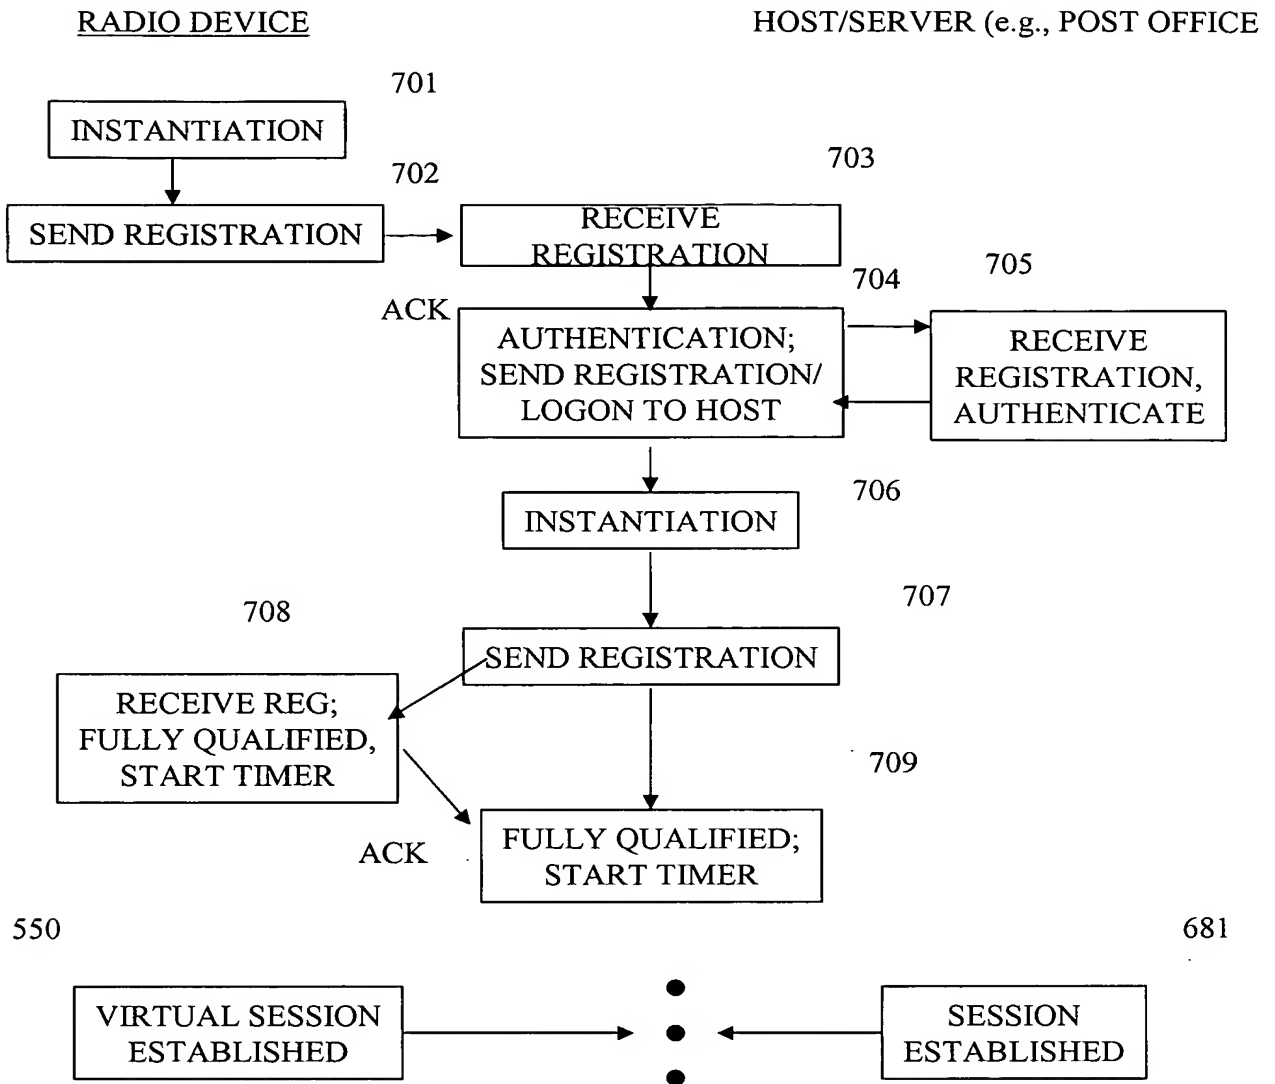 RADIO DEVICE
HOST/SERVER (e.g., POST OFFICE
701
INSTANTIATION
702
703
SEND REGISTRATION
RECEIVE
REGISTRATION
704
705
ACK
AUTHENTICATION;
SEND REGISTRATION/
LOGON TO HOST
RECEIVE
REGISTRATION,
AUTHENTICATE
706
INSTANTIATION
707
708
SEND REGISTRATION
RECEIVE REG;
FULLY QUALIFIED,
START TIMER
709
ACK
FULLY QUALIFIED;
START TIMER
550
681
VIRTUAL SESSION
ESTABLISHED
SESSION
ESTABLISHED